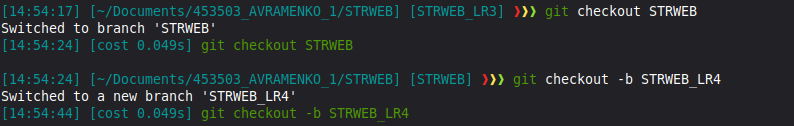 [14:54:17] [~/Documents/453503_AVRAMENKO_1/STRWEB] [STRWEB_LR3] ❯❯❯ git checkout STRWEB
Switched to branch 'STRWEB'
[14:54:24] [cost 0.049s] git checkout STRWEB
[14:54:24] [~/Documents/453503_AVRAMENKO_1/STRWEB] [STRWEB] ❯❯❯ git checkout -b STRWEB_LR4
Switched to a new branch 'STRWEB_LR4'
[14:54:44] [cost 0.049s] git checkout -b STRWEB_LR4